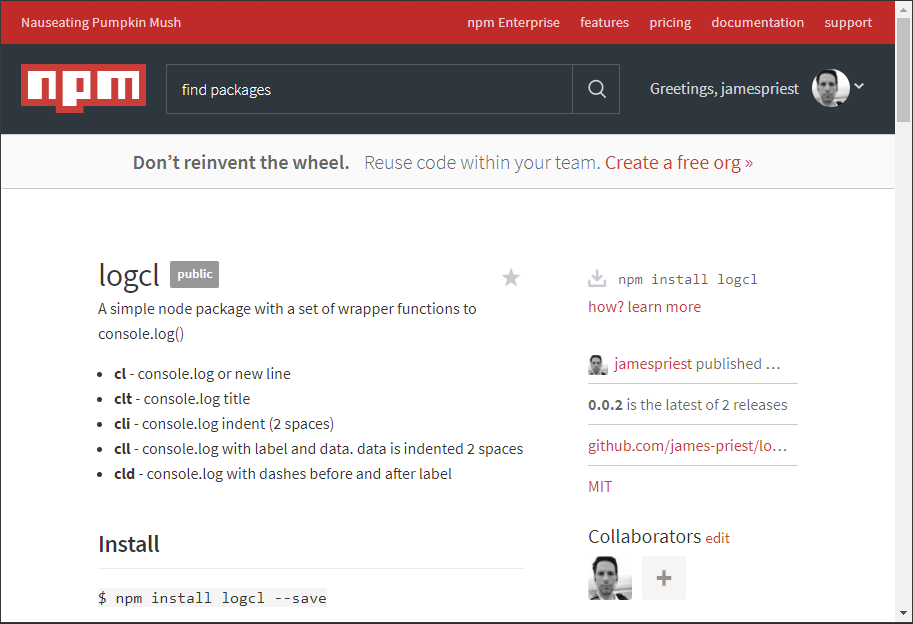 Nauseating Pumpkin Mush
npm Enterprise features pricing documentation support
npm
find packages
Greetings, jamespriest
Don’t reinvent the wheel. Reuse code within your team. Create a free org »
logcl public
A simple node package with a set of wrapper functions to
console.log()
• cl - console.log or new line
• clt - console.log title
• cli - console.log indent (2 spaces)
• cll - console.log with label and data. data is indented 2 spaces
• cld - console.log with dashes before and after label
Install
$ npm install logcl --save
npm install logcl
how? learn more
jamespriest published …
0.0.2 is the latest of 2 releases
github.com/james-priest/lo…
MIT
Collaborators edit
+